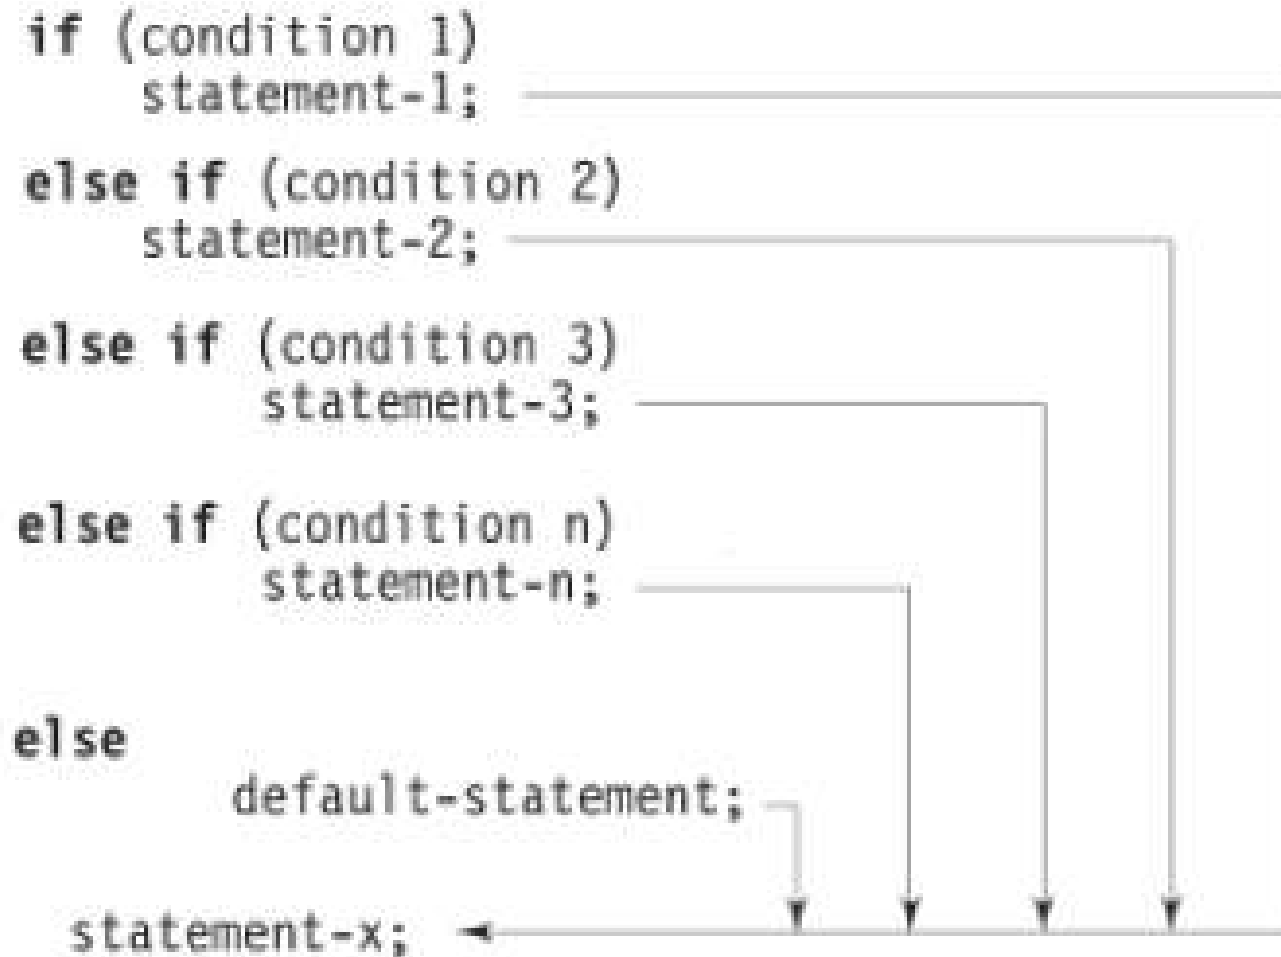 if (condition 1)
statement-1;
else if (condition 2)
statement-2;
else if (condition 3)
statement-3;
else if (condition n)
statement-n;
else
default-statement;
statement-x;